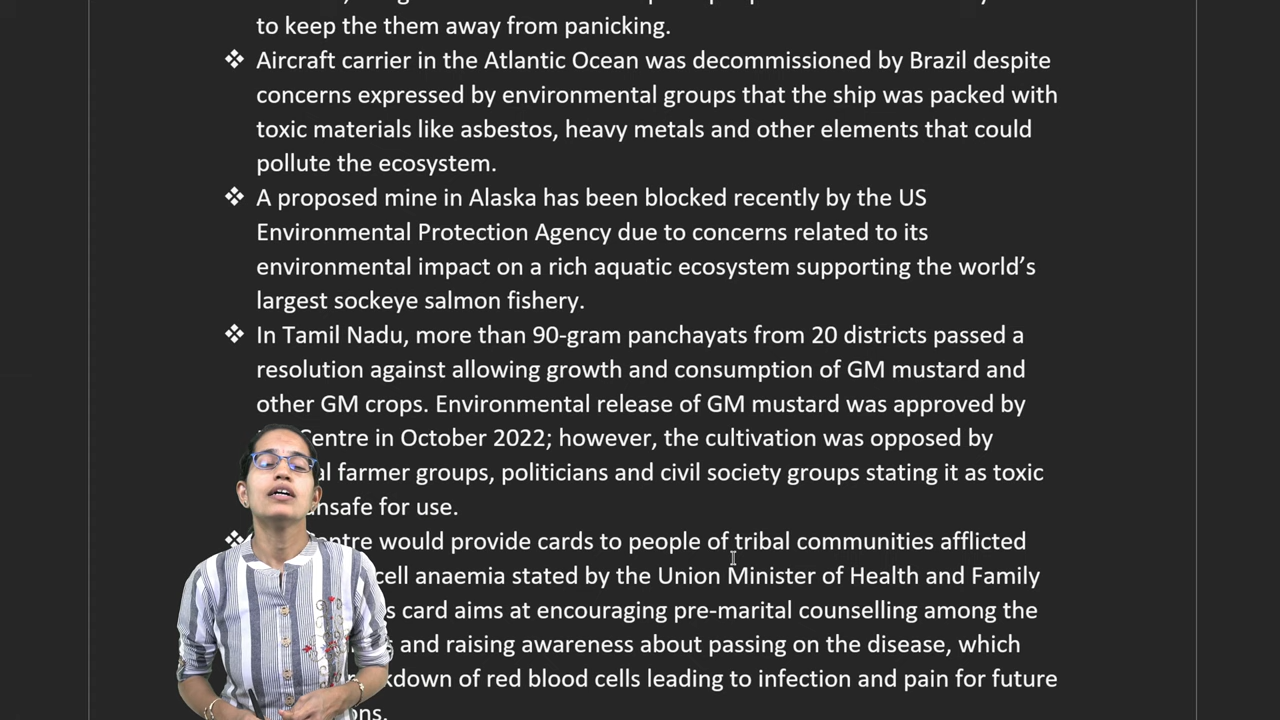 to keep the them away from panicking.
❖ Aircraft carrier in the Atlantic Ocean was decommissioned by Brazil despite
concerns expressed by environmental groups that the ship was packed with
toxic materials like asbestos, heavy metals and other elements that could
pollute the ecosystem.
❖ A proposed mine in Alaska has been blocked recently by the US
Environmental Protection Agency due to concerns related to its
environmental impact on a rich aquatic ecosystem supporting the world’s
largest sockeye salmon fishery.
❖ In Tamil Nadu, more than 90-gram panchayats from 20 districts passed a
resolution against allowing growth and consumption of GM mustard and
other GM crops. Environmental release of GM mustard was approved by
Centre in October 2022; however, the cultivation was opposed by
farmer groups, politicians and civil society groups stating it as toxic
unsafe for use.
❖ Centre would provide cards to people of tribal communities afflicted
cell anaemia stated by the Union Minister of Health and Family
card aims at encouraging pre-marital counselling among the
and raising awareness about passing on the disease, which
of red blood cells leading to infection and pain for future